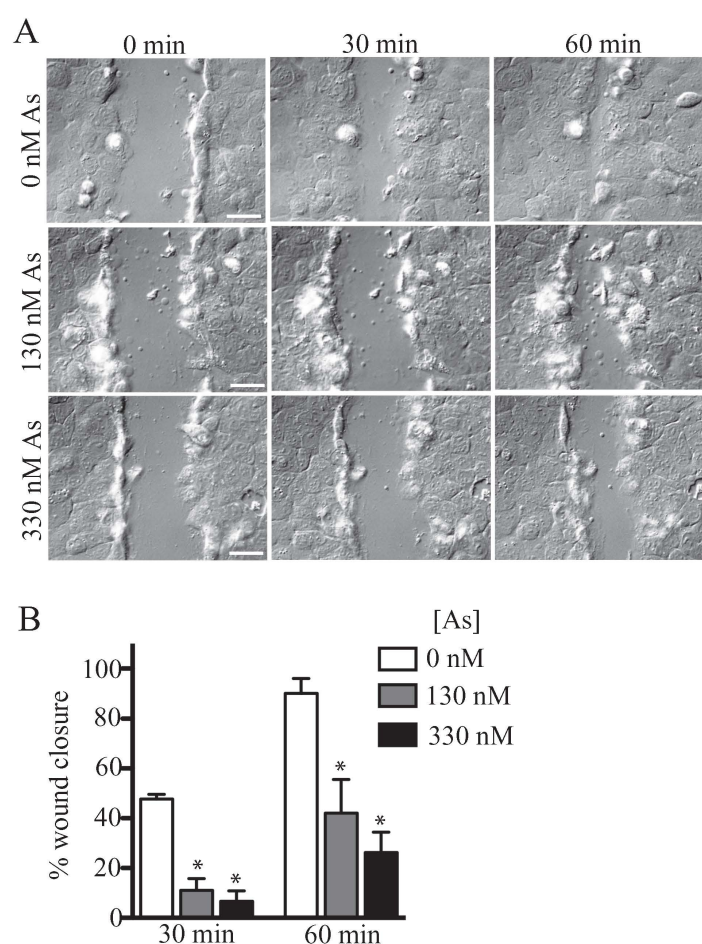 A
0 min 30 min 60 min
0 nM As
130 nM As
330 nM As
B
[As]
0 nM
130 nM
330 nM
% wound closure
100
80
60
40
20
0
* * * *
30 min 60 min